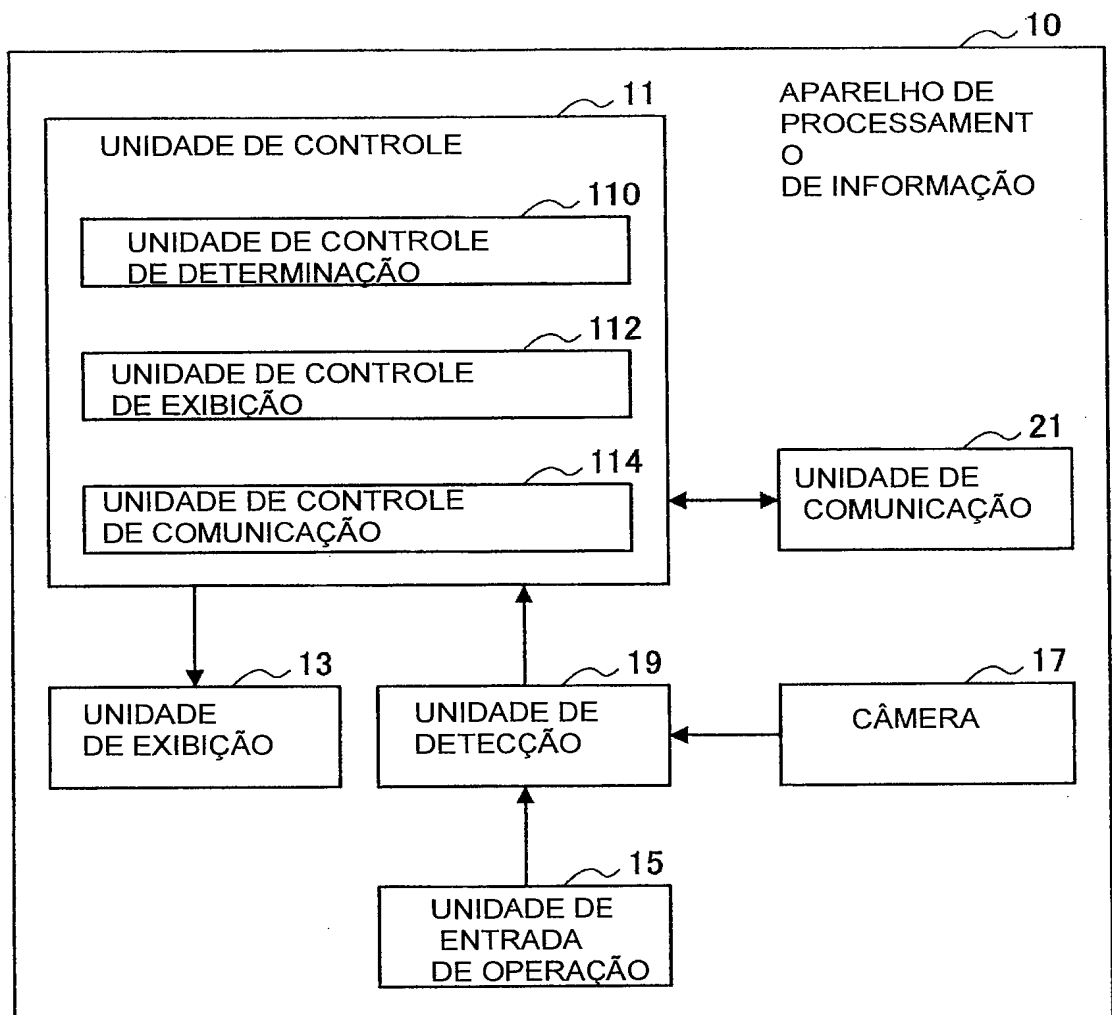 10
APARELHO DE
PROCESSAMENT
O
DE INFORMAÇÃO
11
UNIDADE DE CONTROLE
110
UNIDADE DE CONTROLE
DE DETERMINAÇÃO
112
UNIDADE DE CONTROLE
DE EXIBIÇÃO
114
UNIDADE DE CONTROLE
DE COMUNICAÇÃO
21
UNIDADE DE
COMUNICAÇÃO
13
UNIDADE
DE EXIBIÇÃO
19
UNIDADE DE
DETECÇÃO
17
CÂMERA
15
UNIDADE DE
ENTRADA
DE OPERAÇÃO